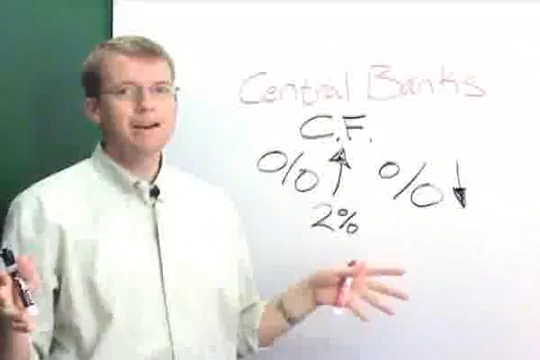 Central Banks
C.F.
% ↑ % ↓
2%